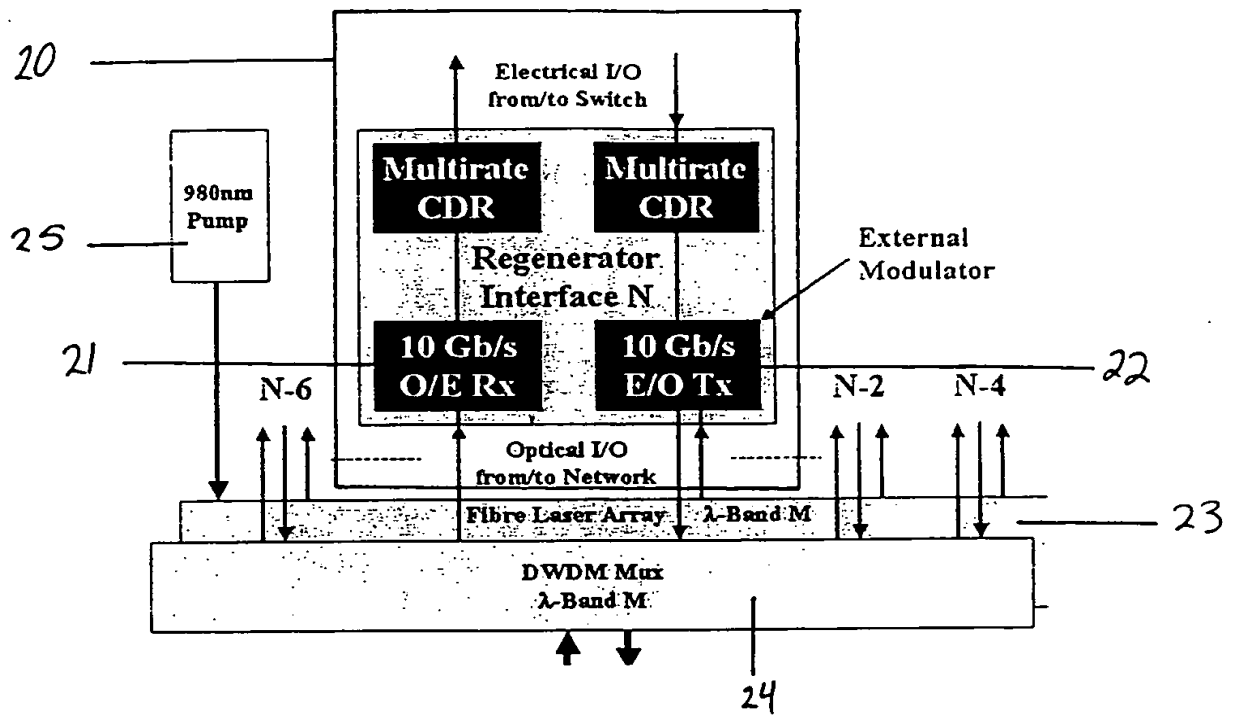 20
Electrical I/O
from/to Switch
Multirate
CDR
Multirate
CDR
980nm
Pump
25
Regenerator
Interface N
External
Modulator
10 Gb/s
O/E Rx
10 Gb/s
E/O Tx
21
22
N-6
N-2
N-4
Optical I/O
from/to Network
Fibre Laser Array
λ-Band M
23
DWDM Mux
λ-Band M
24